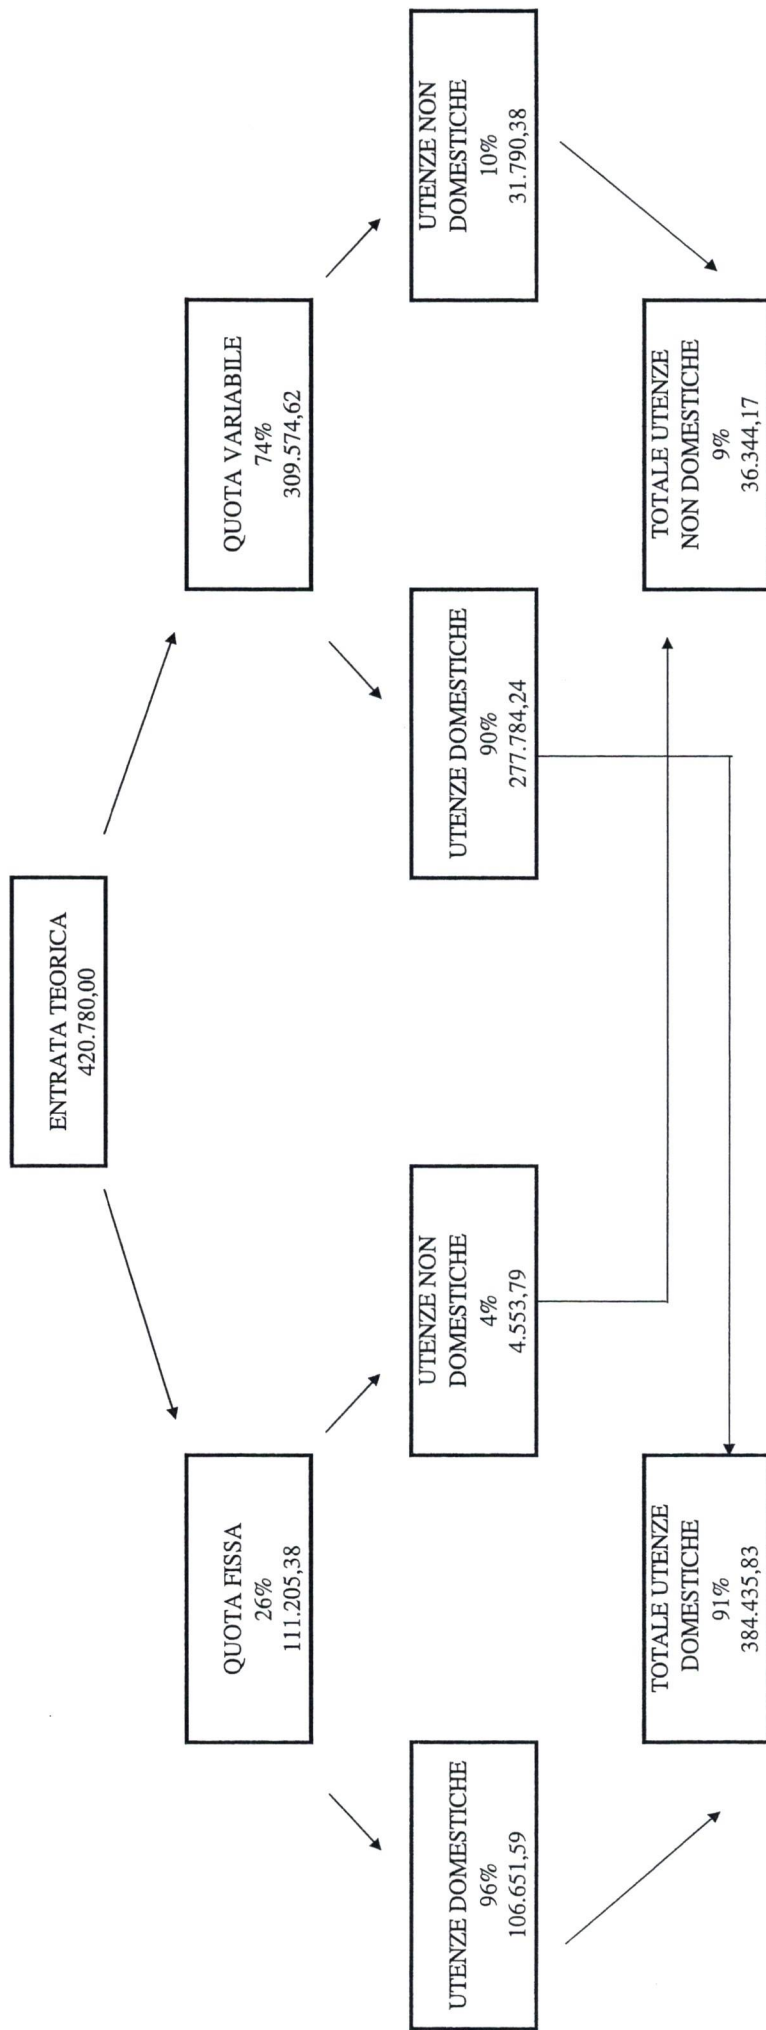 ENTRATA TEORICA
420.780,00
QUOTA FISSA
26%
111.205,38
QUOTA VARIABILE
74%
309.574,62
UTENZE DOMESTICHE
96%
106.651,59
UTENZE NON
DOMESTICHE
4%
4.553,79
UTENZE DOMESTICHE
90%
277.784,24
UTENZE NON
DOMESTICHE
10%
31.790,38
TOTALE UTENZE
DOMESTICHE
91%
384.435,83
TOTALE UTENZE
NON DOMESTICHE
9%
36.344,17